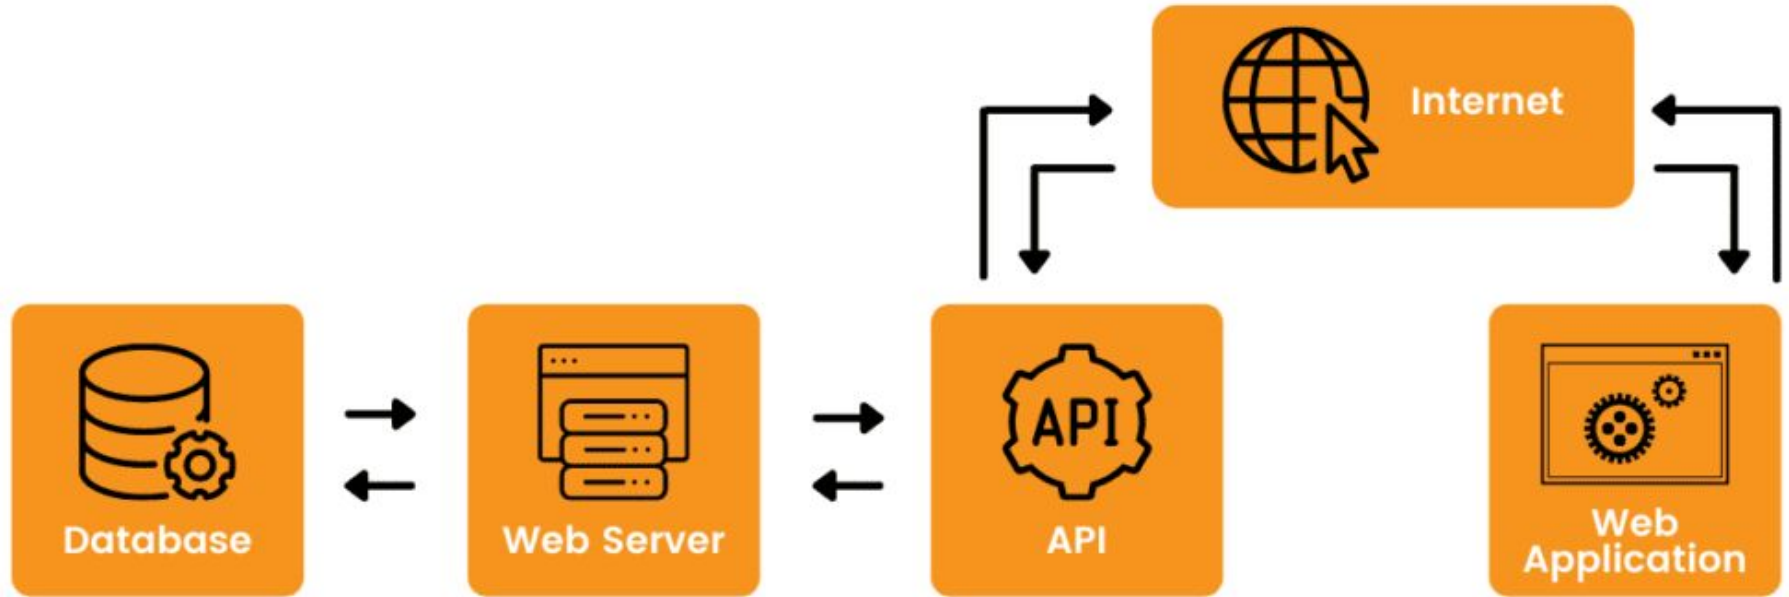 Internet
Database
Web Server
API
API
Web
Application